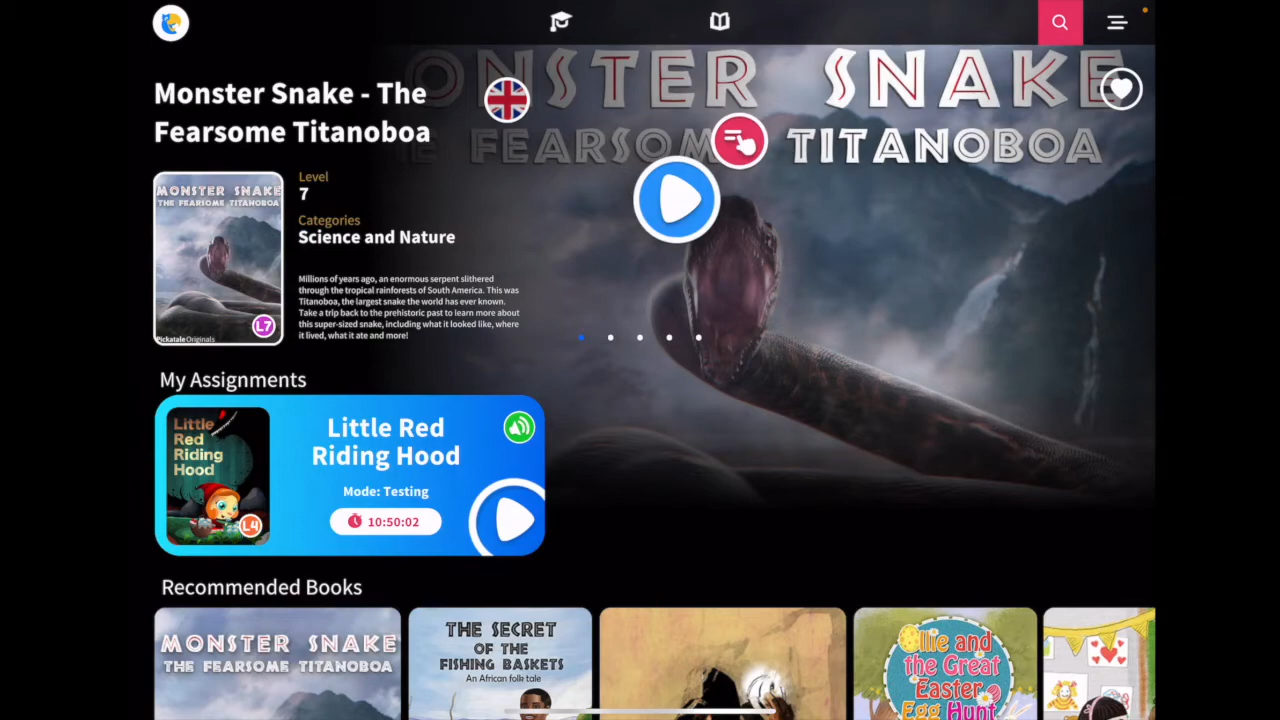 MONSTER SNAKE
THE FEARSOME TITANOBOA
Monster Snake - The
Fearsome Titanoboa
MONSTER SNAKE
THE FEARSOME TITANOBOA
L7
Pickatale Originals
Level
7
Categories
Science and Nature
Millions of years ago, an enormous serpent slithered
through the tropical rainforests of South America. This was
Titanoboa, the largest snake the world has ever known.
Take a trip back to the prehistoric past to learn more about
this super-sized snake, including what it looked like, where
it lived, what it ate and more!
My Assignments
Little
Red
Riding
Hood
L4
Little Red
Riding Hood
Mode: Testing
10:50:02
Recommended Books
MONSTER SNAKE
THE FEARSOME TITANOBOA
THE SECRET
OF THE
FISHING BASKETS
An African folk tale
Ollie and
the Great
Easter
Egg Hunt